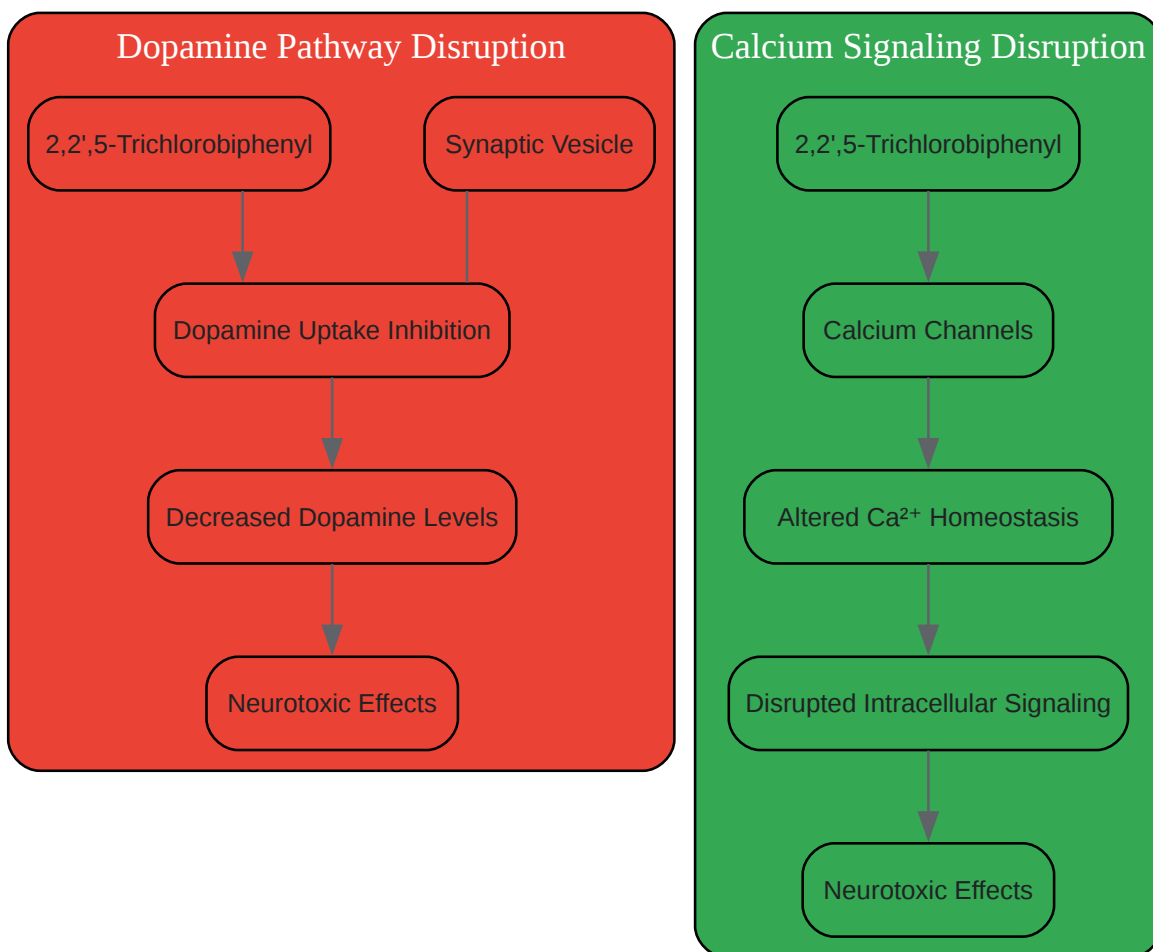 Dopamine Pathway Disruption
2,2',5-Trichlorobiphenyl
Synaptic Vesicle
Dopamine Uptake Inhibition
Decreased Dopamine Levels
Neurotoxic Effects
Calcium Signaling Disruption
2,2',5-Trichlorobiphenyl
Calcium Channels
Altered Ca²⁺ Homeostasis
Disrupted Intracellular Signaling
Neurotoxic Effects